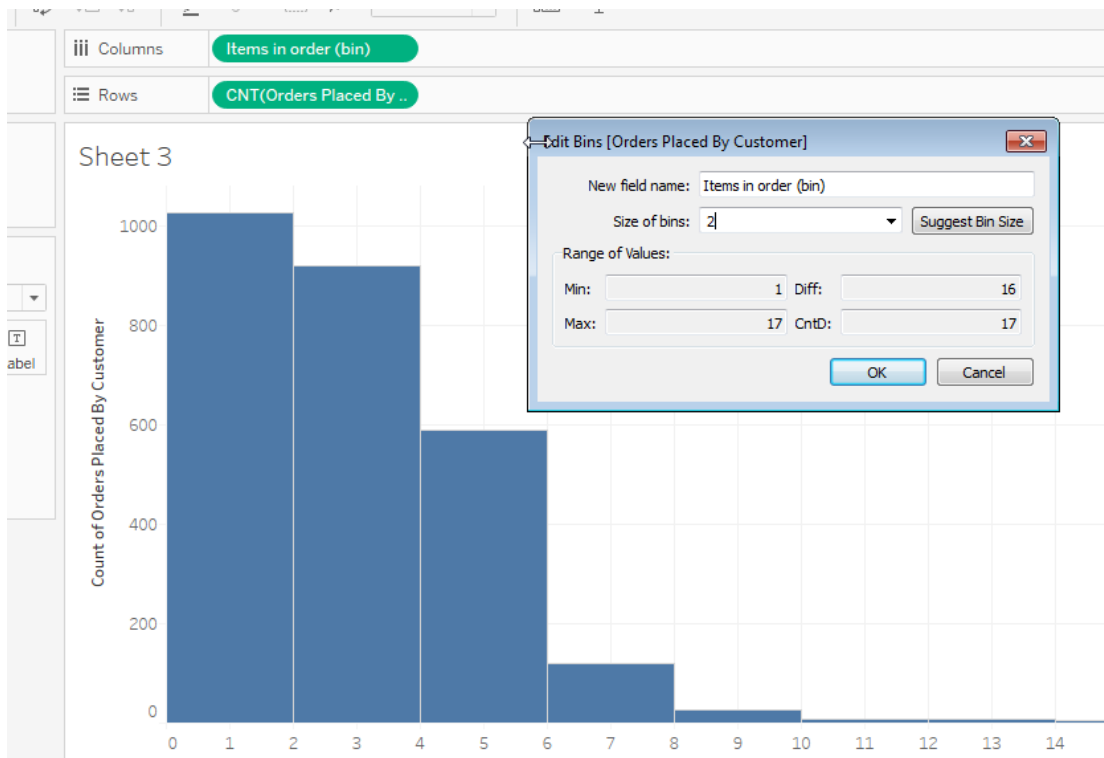 Columns Items in order (bin)
Rows CNT(Orders Placed By ..
Sheet 3
Edit Bins [Orders Placed By Customer]
New field name: Items in order (bin)
Size of bins: 2 Suggest Bin Size
Range of Values:
Min: 1 Diff: 16
Max: 17 CntD: 17
OK Cancel
T
abel
Count of Orders Placed By Customer
1000
800
600
400
200
0
0 1 2 3 4 5 6 7 8 9 10 11 12 13 14